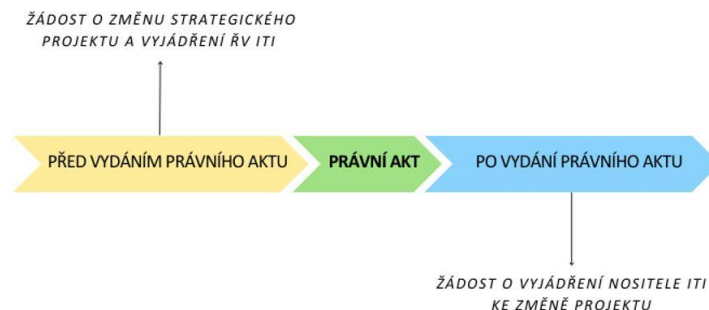 ŽÁDOST O ZMĚNU STRATEGICKÉHO
PROJEKTU A VYJÁDŘENÍ ŘV ITI
PŘED VYDÁNÍM PRÁVNÍHO AKTU
PRÁVNÍ AKT
PO VYDÁNÍ PRÁVNÍHO AKTU
ŽÁDOST O VYJÁDŘENÍ NOSITELE ITI
KE ZMĚNĚ PROJEKTU